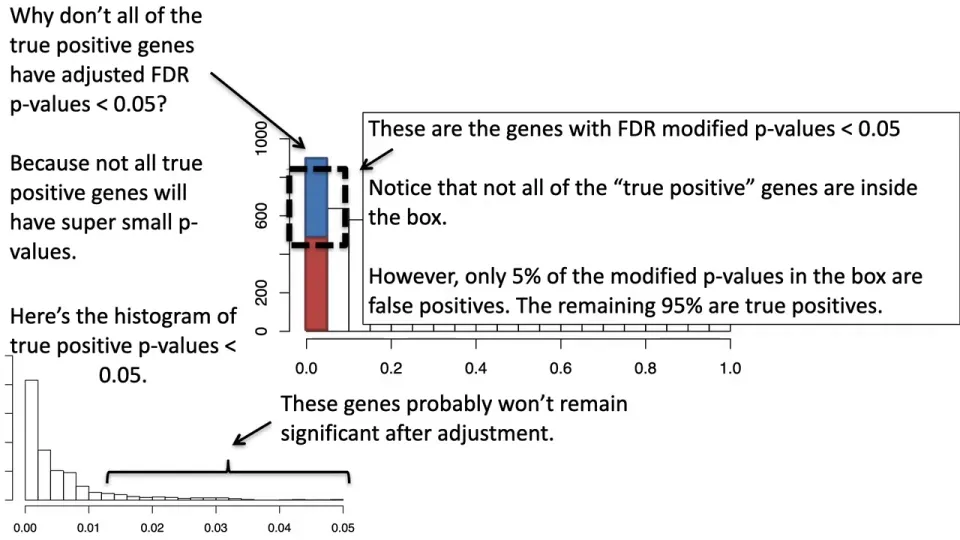 Why don’t all of the
true positive genes
have adjusted FDR
p-values < 0.05?
Because not all true
positive genes will
have super small p-
values.
Here’s the histogram of
true positive p-values <
0.05.
These are the genes with FDR modified p-values < 0.05
Notice that not all of the “true positive” genes are inside
the box.
However, only 5% of the modified p-values in the box are
false positives. The remaining 95% are true positives.
1000
600
200
0
0.0 0.2 0.4 0.6 0.8 1.0
These genes probably won’t remain
significant after adjustment.
0.00 0.01 0.02 0.03 0.04 0.05